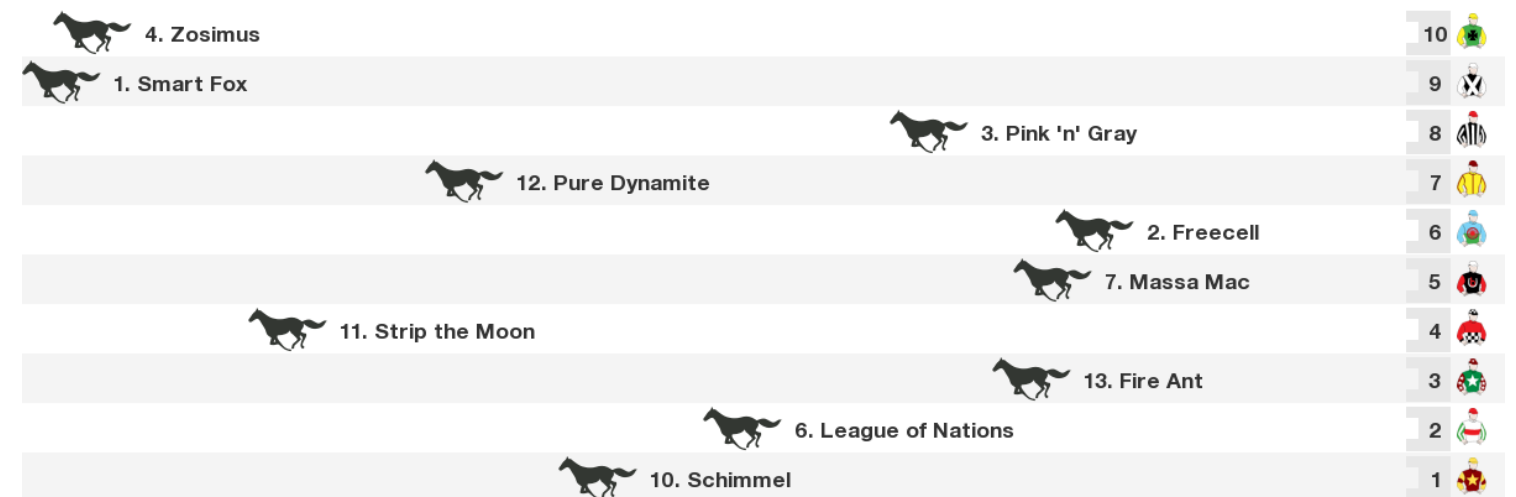 4. Zosimus 10
1. Smart Fox 9
3. Pink 'n' Gray 8
12. Pure Dynamite 7
2. Freecell 6
7. Massa Mac 5
11. Strip the Moon 4
13. Fire Ant 3
6. League of Nations 2
10. Schimmel 1